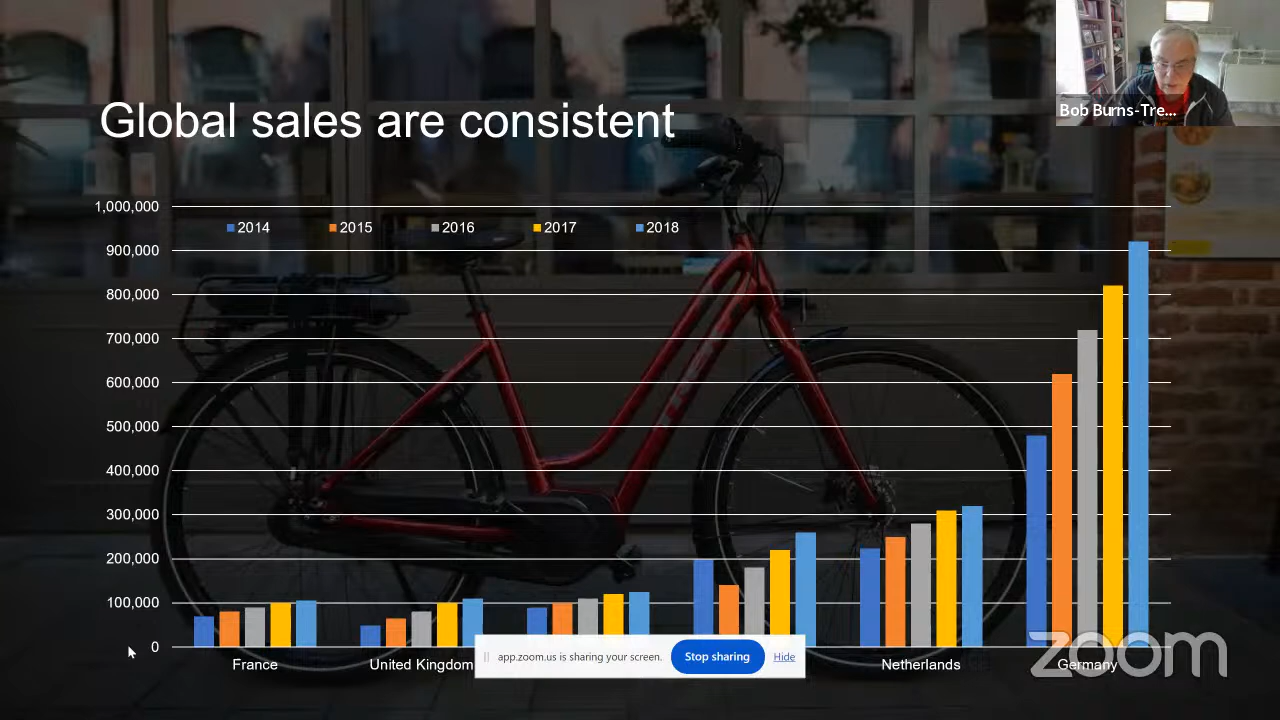 Bob Burns-Tre...
Global sales are consistent
1,000,000
2014 2015 2016 2017 2018
900,000
800,000
700,000
600,000
500,000
400,000
300,000
200,000
100,000
0
France United Kingdom Netherlands Germany
app.zoom.us is sharing your screen. Stop sharing Hide
zoom